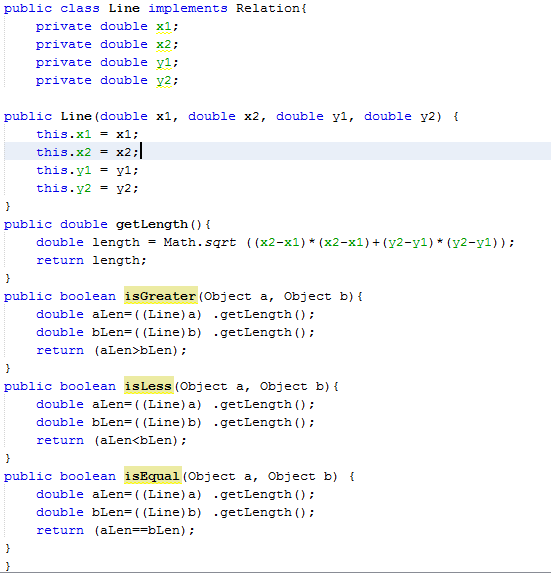 public class Line implements Relation{
    private double x1;
    private double x2;
    private double y1;
    private double y2;
public Line(double x1, double x2, double y1, double y2) {
    this.x1 = x1;
    this.x2 = x2;
    this.y1 = y1;
    this.y2 = y2;
}
public double getLength(){
    double length = Math.sqrt ((x2-x1)*(x2-x1)+(y2-y1)*(y2-y1));
    return length;
}
public boolean isGreater(Object a, Object b){
    double aLen=((Line)a) .getLength();
    double bLen=((Line)b) .getLength();
    return (aLen>bLen);
}
public boolean isLess(Object a, Object b){
    double aLen=((Line)a) .getLength();
    double bLen=((Line)b) .getLength();
    return (aLen<bLen);
}
public boolean isEqual(Object a, Object b) {
    double aLen=((Line)a) .getLength();
    double bLen=((Line)b) .getLength();
    return (aLen==bLen);
}
}